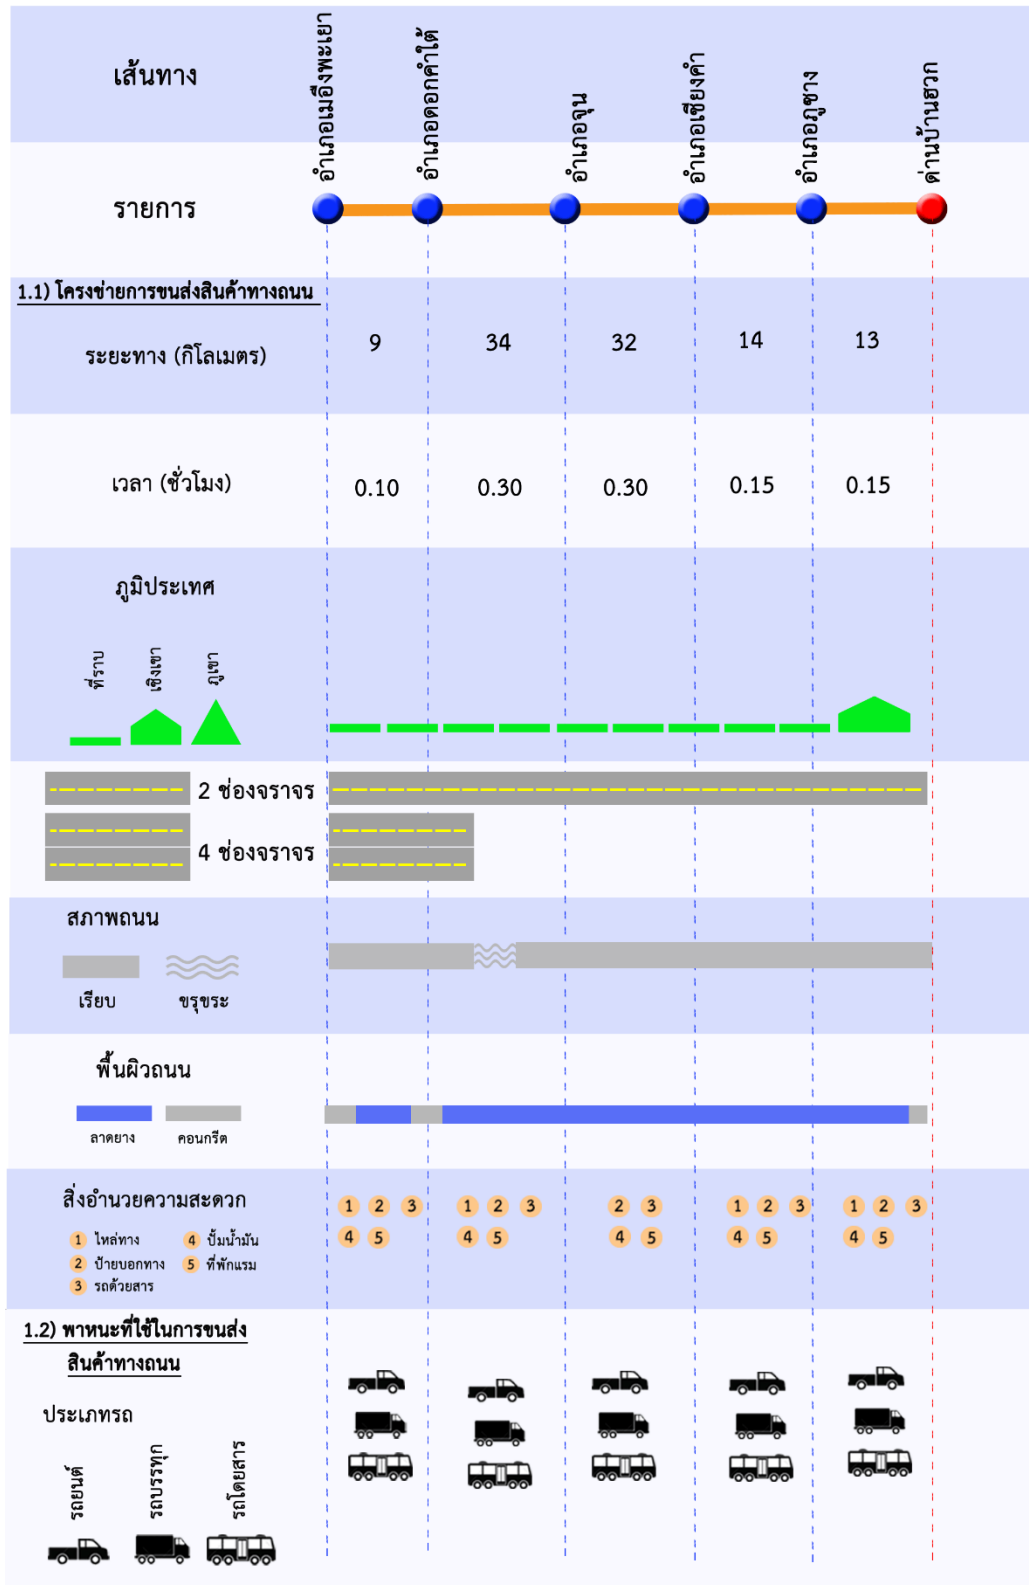 เส้นทาง
อำเภอเมืองพะเยา
อำเภอดอกคำใต้
อำเภอจุน
อำเภอเชียงคำ
อำเภอภูซาง
ด่านบ้านฮวก
รายการ
1.1) โครงข่ายการขนส่งสินค้าทางถนน
ระยะทาง (กิโลเมตร) 9 34 32 14 13
เวลา (ชั่วโมง) 0.10 0.30 0.30 0.15 0.15
ภูมิประเทศ
ที่ราบ
เชิงเขา
ภูเขา
2 ช่องจราจร
4 ช่องจราจร
สภาพถนน
เรียบ ขรุขระ
พื้นผิวถนน
ลาดยาง คอนกรีต
สิ่งอำนวยความสะดวก
1 ไหล่ทาง 4 ปั้มน้ำมัน
2 ป้ายบอกทาง 5 ที่พักแรม
3 รถด้วยสาร
1 2 3 1 2 3 2 3 1 2 3 1 2 3
4 5 4 5 4 5 4 5 4 5
1.2) พาหนะที่ใช้ในการขนส่ง
สินค้าทางถนน
ประเภทรถ
รถยนต์
รถบรรทุก
รถโดยสาร